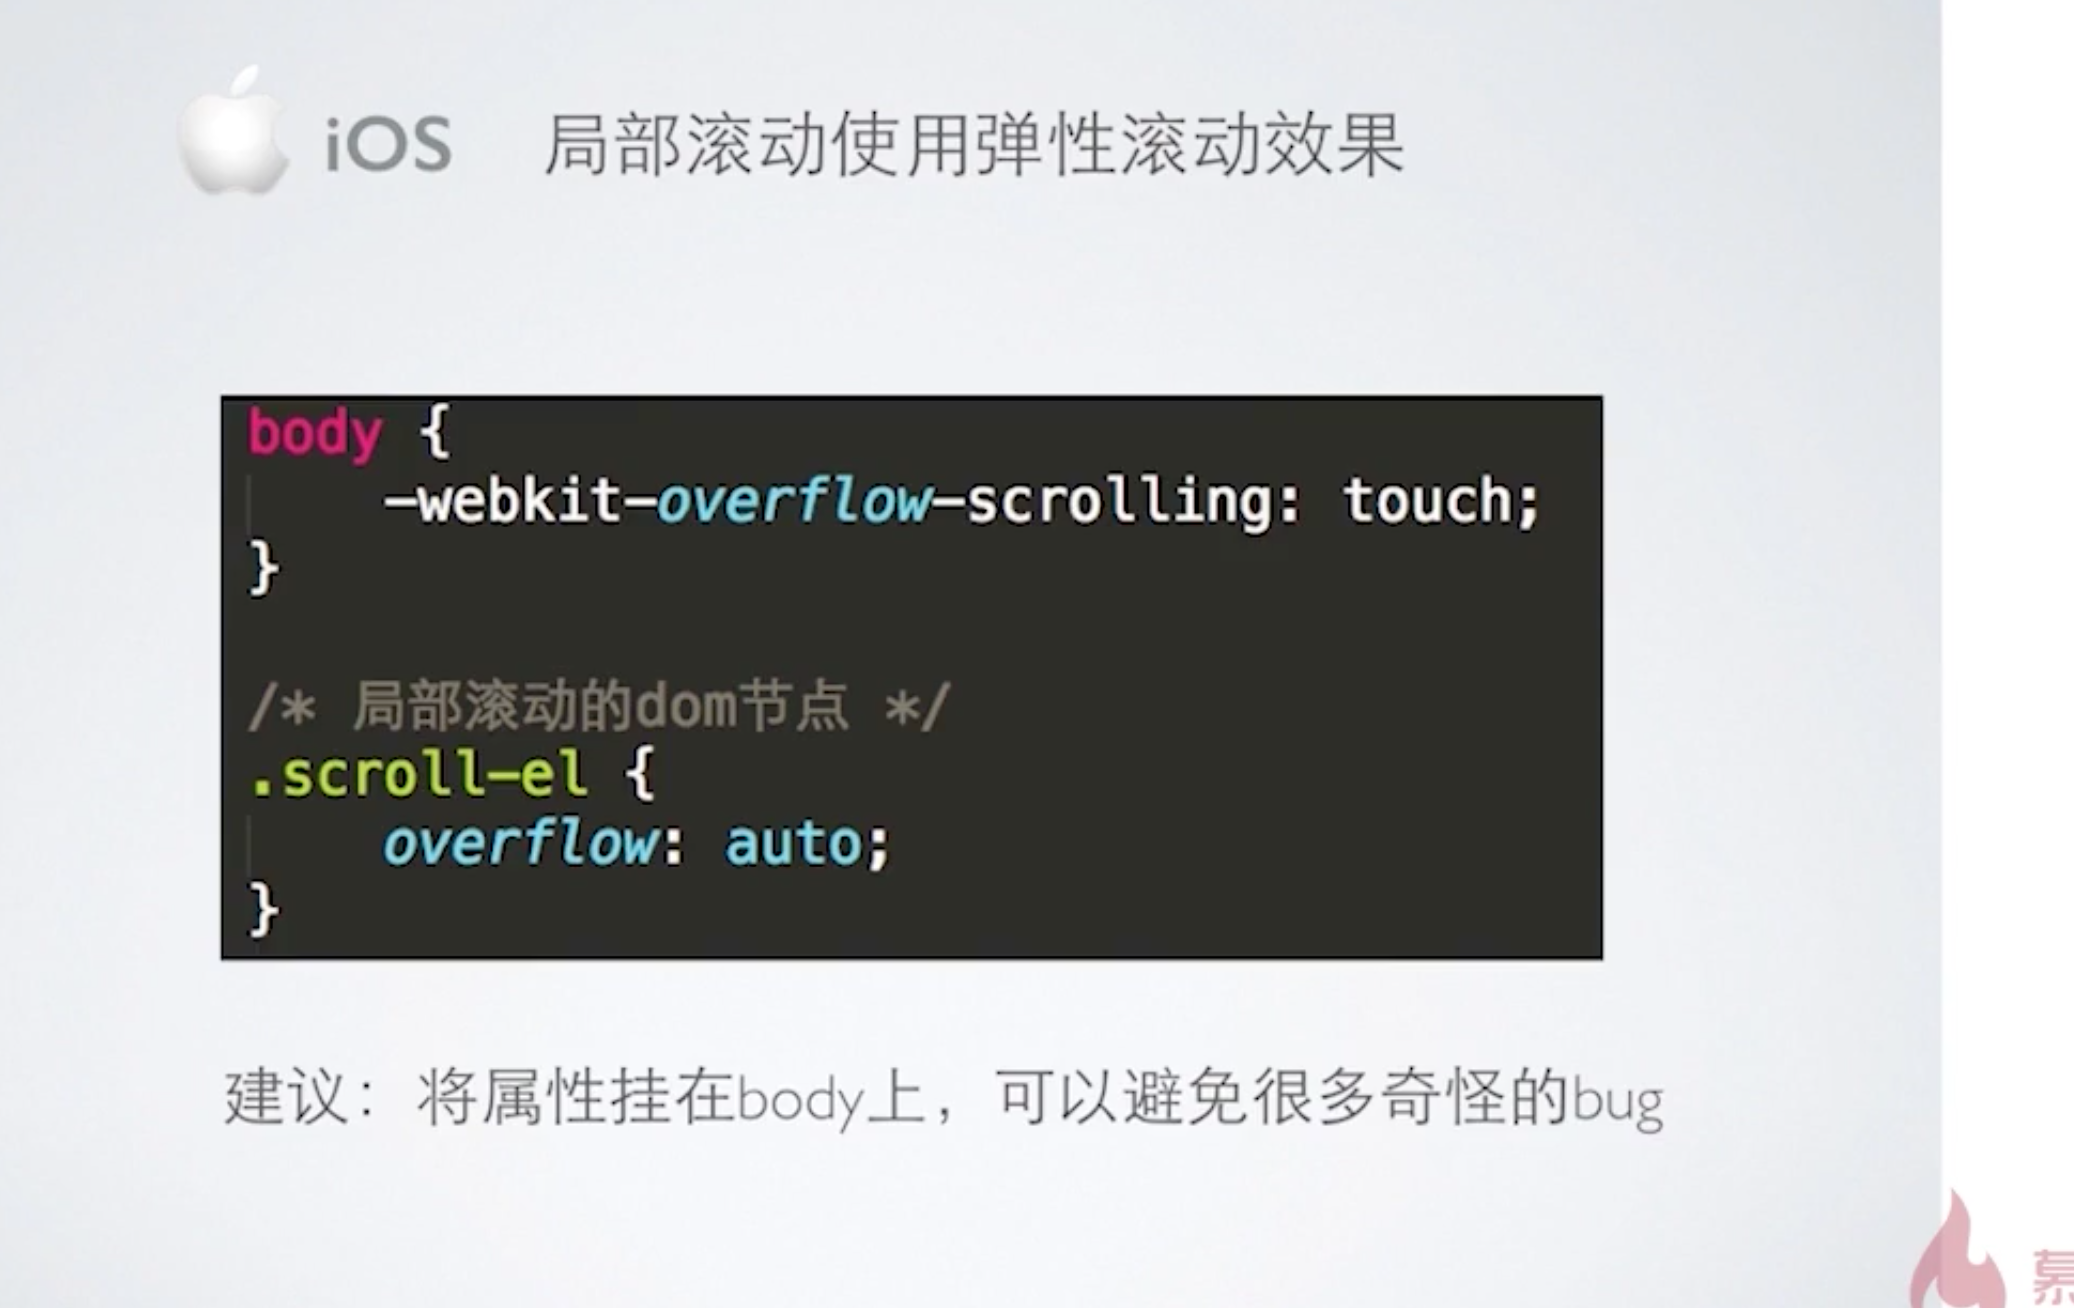 iOS 局部滚动使用弹性滚动效果
body {
    -webkit-overflow-scrolling: touch;
}
/* 局部滚动的dom节点 */
.scroll-el {
    overflow: auto;
}
建议：将属性挂在body上，可以避免很多奇怪的bug
慕